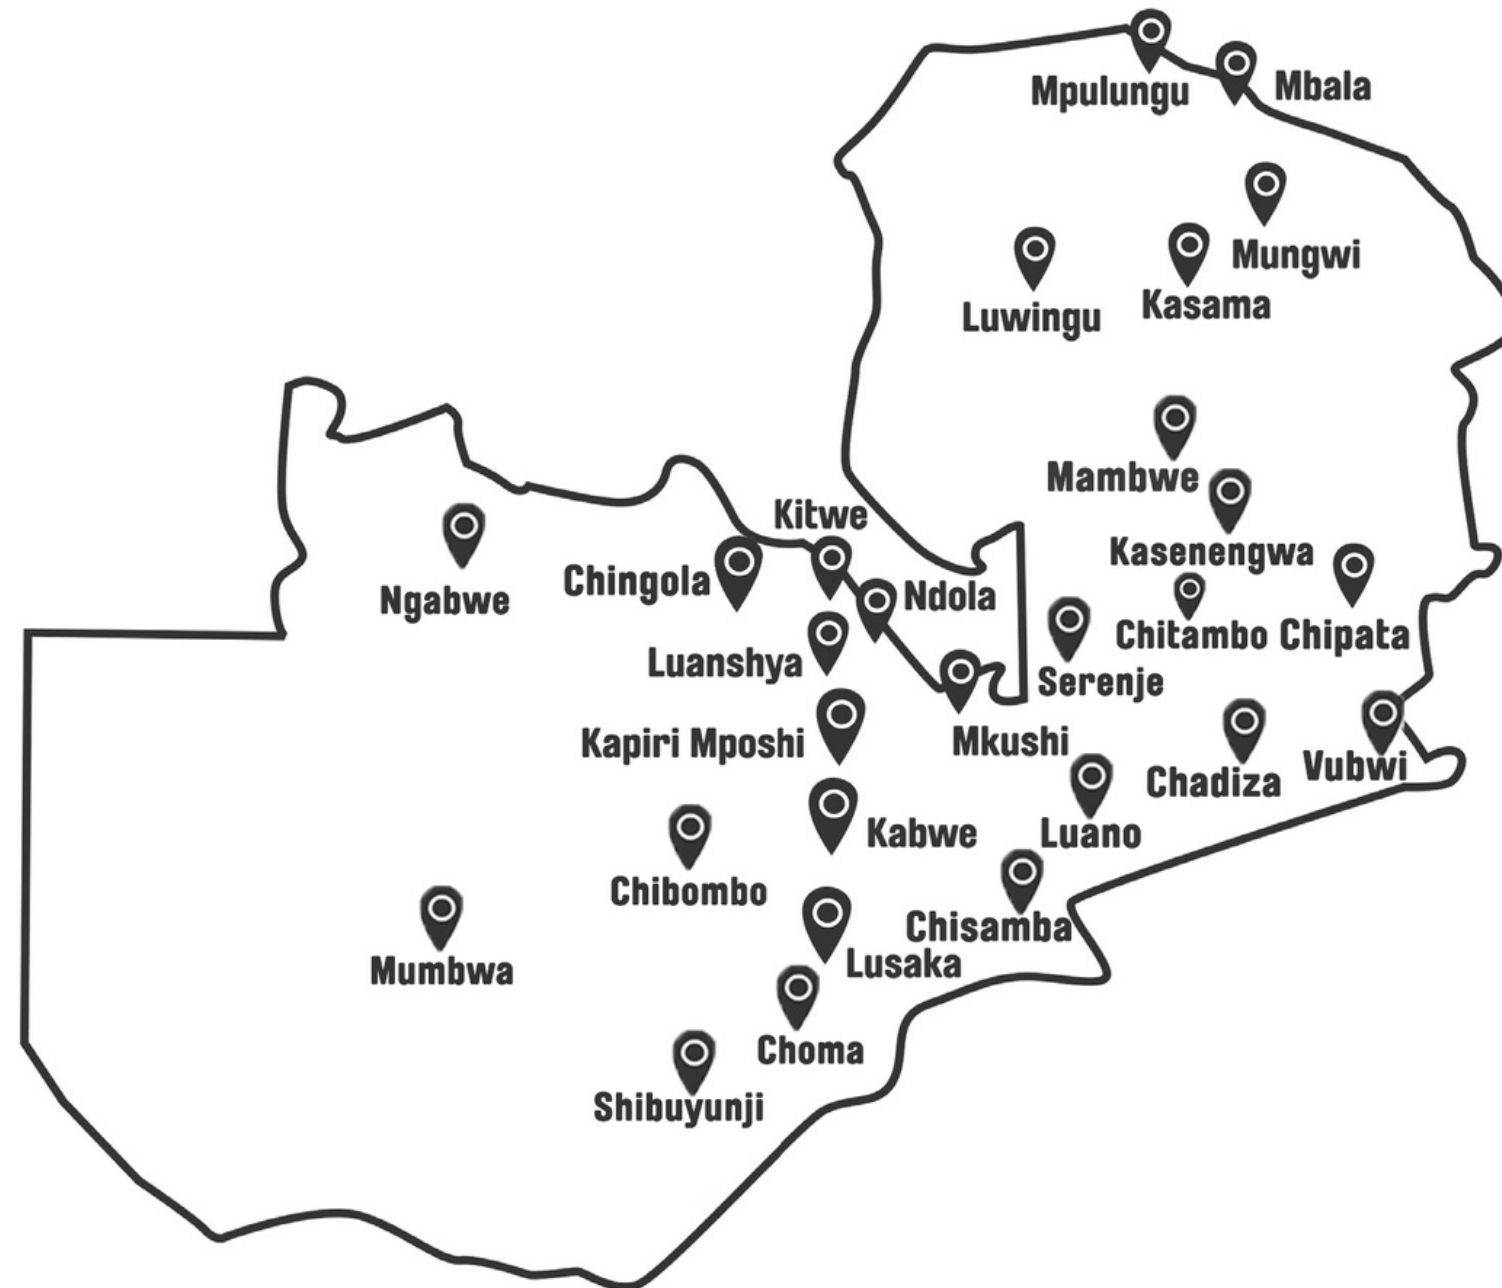 Mpulungu
Mbala
Mungwi
Kasama
Luwingu
Mambwe
Kitwe
Kasenengwa
Chingola
Ndola
Ngabwe
Chitambo
Chipata
Luanshya
Serenje
Kapiri Mposhi
Mkushi
Vubwi
Chadiza
Kabwe
Luano
Chibombo
Chisamba
Lusaka
Mumbwa
Choma
Shibuyunji